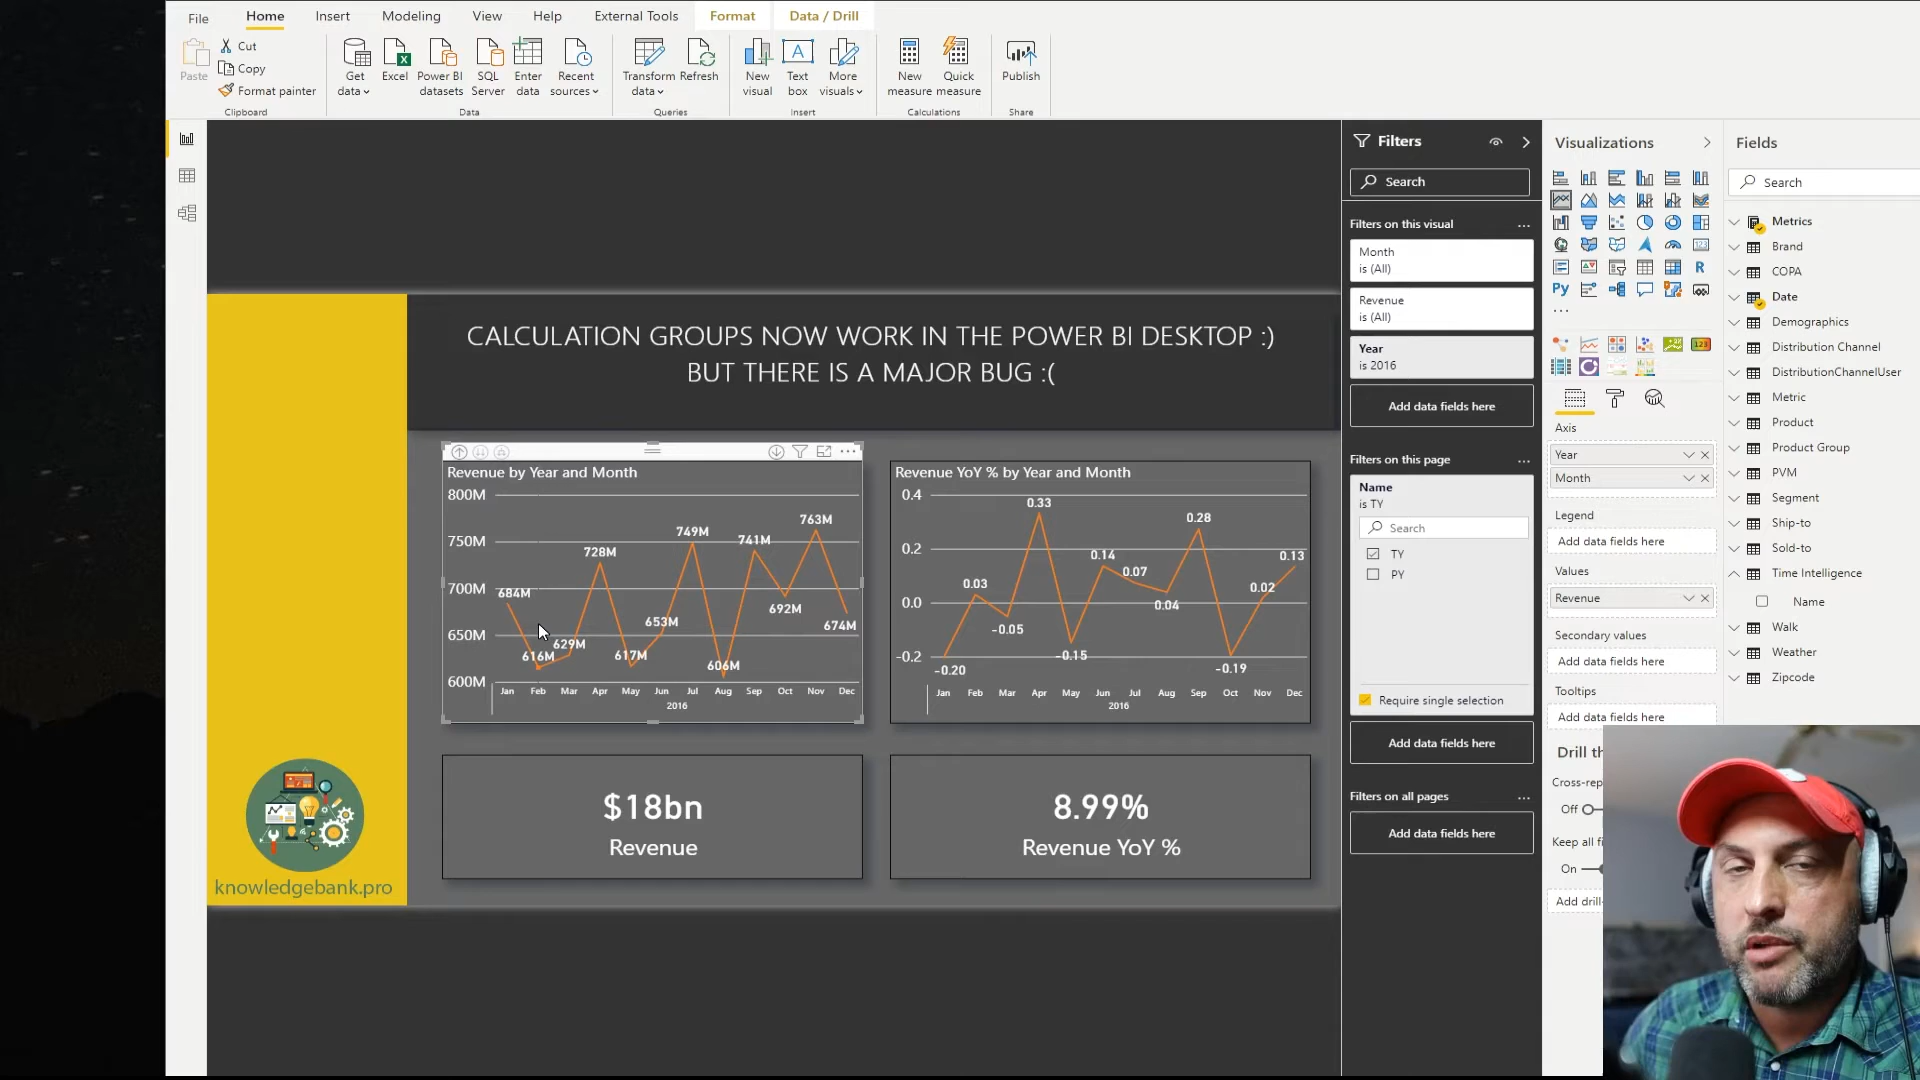 File
Home
Insert
Modeling
View
Help
External Tools
Format
Data / Drill
Paste
Cut
Copy
Format painter
Clipboard
Get data
Excel
Power BI datasets
SQL Server
Enter data
Recent sources
Data
Transform data
Refresh
Queries
New visual
Text box
More visuals
Insert
New measure
Quick measure
Calculations
Publish
Share
CALCULATION GROUPS NOW WORK IN THE POWER BI DESKTOP :)
BUT THERE IS A MAJOR BUG :(
Revenue by Year and Month
800M
750M
700M
650M
600M
684M
616M
629M
728M
617M
653M
749M
606M
741M
692M
763M
674M
Jan Feb Mar Apr May Jun Jul Aug Sep Oct Nov Dec
2016
Revenue YoY % by Year and Month
0.4
0.2
0.0
-0.2
-0.20
0.03
-0.05
0.33
-0.15
0.14
0.07
0.04
0.28
-0.19
0.02
0.13
Jan Feb Mar Apr May Jun Jul Aug Sep Oct Nov Dec
2016
$18bn
Revenue
8.99%
Revenue YoY %
knowledgebank.pro
Filters
Search
Filters on this visual
Month
is (All)
Revenue
is (All)
Year
is 2016
Add data fields here
Filters on this page
Name
is TY
Search
TY
PY
Require single selection
Add data fields here
Filters on all pages
Add data fields here
Visualizations
R
Py
123
123
Axis
Year
Month
Legend
Add data fields here
Values
Revenue
Secondary values
Add data fields here
Tooltips
Add data fields here
Drill th
Cross-rep
Off
Keep all fi
On
Add drill-
Fields
Search
Metrics
Brand
COPA
Date
Demographics
Distribution Channel
DistributionChannelUser
Metric
Product
Product Group
PVM
Segment
Ship-to
Sold-to
Time Intelligence
Name
Walk
Weather
Zipcode